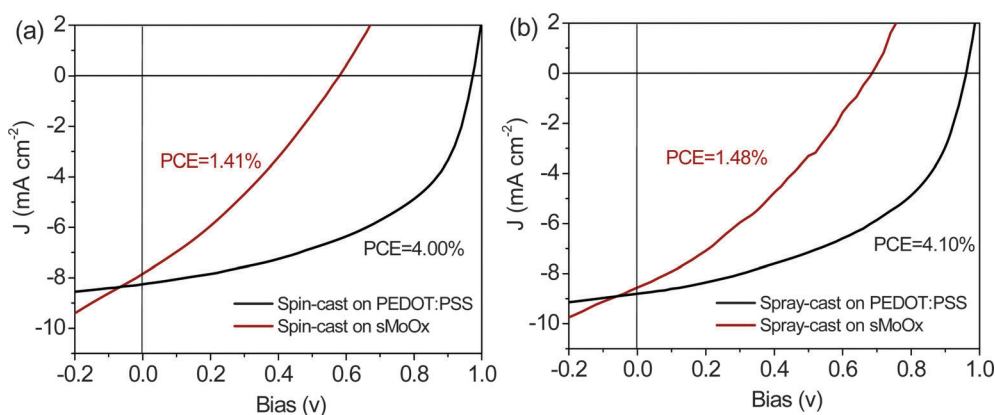 (a)
2
0
-2
-4
-6
-8
-10
J (mA cm-2)
PCE=1.41%
PCE=4.00%
Spin-cast on PEDOT:PSS
Spin-cast on sMoOx
-0.2 0.0 0.2 0.4 0.6 0.8 1.0
Bias (v)
(b)
2
0
-2
-4
-6
-8
-10
J (mA cm-2)
PCE=1.48%
PCE=4.10%
Spray-cast on PEDOT:PSS
Spray-cast on sMoOx
-0.2 0.0 0.2 0.4 0.6 0.8 1.0
Bias (v)